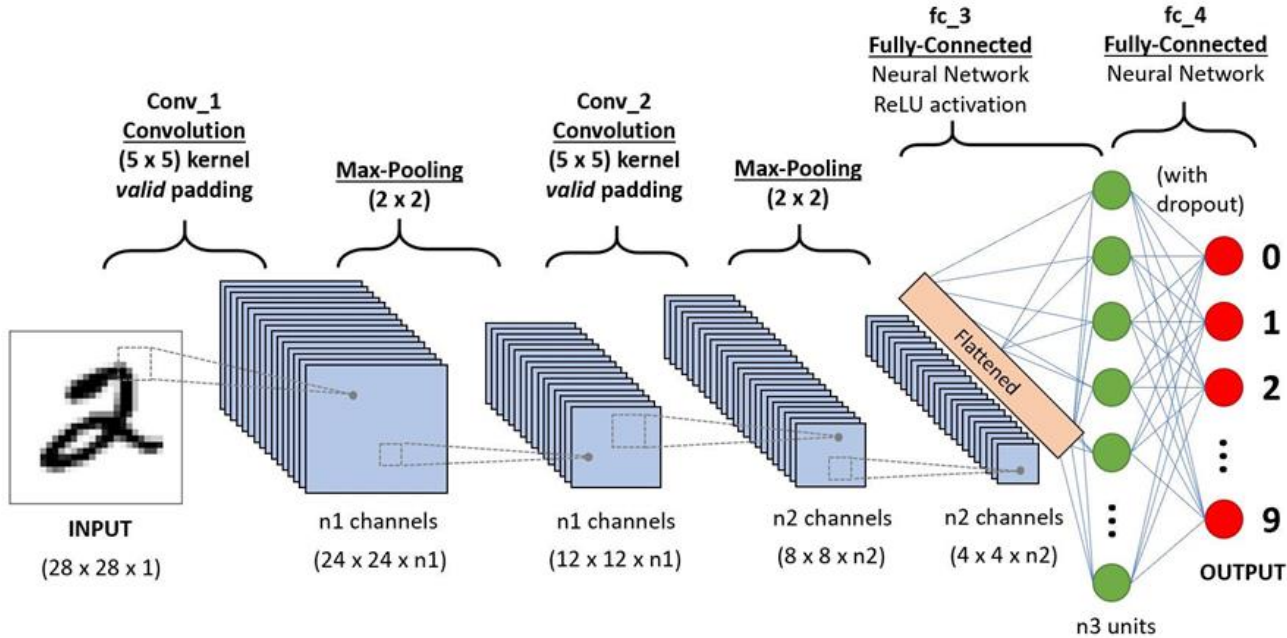 fc_3
Fully-Connected
Neural Network
ReLU activation
fc_4
Fully-Connected
Neural Network
Conv_1
Convolution
(5 x 5) kernel
valid padding
Max-Pooling
(2 x 2)
Conv_2
Convolution
(5 x 5) kernel
valid padding
Max-Pooling
(2 x 2)
(with
dropout)
Flattened
0
1
2
9
OUTPUT
INPUT
(28 x 28 x 1)
n1 channels
(24 x 24 x n1)
n1 channels
(12 x 12 x n1)
n2 channels
(8 x 8 x n2)
n2 channels
(4 x 4 x n2)
n3 units
2